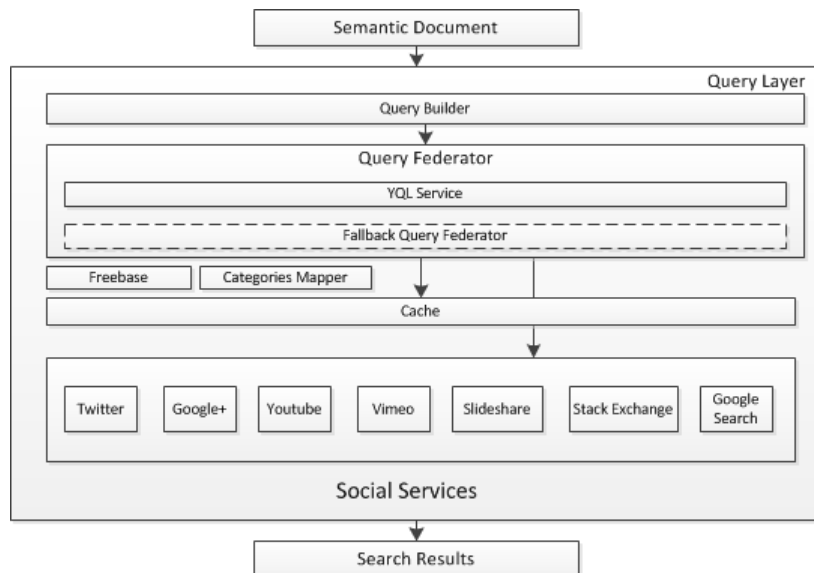 Semantic Document
Query Layer
Query Builder
Query Federator
YQL Service
Fallback Query Federator
Freebase
Categories Mapper
Cache
Twitter
Google+
Youtube
Vimeo
Slideshare
Stack Exchange
Google
Search
Social Services
Search Results